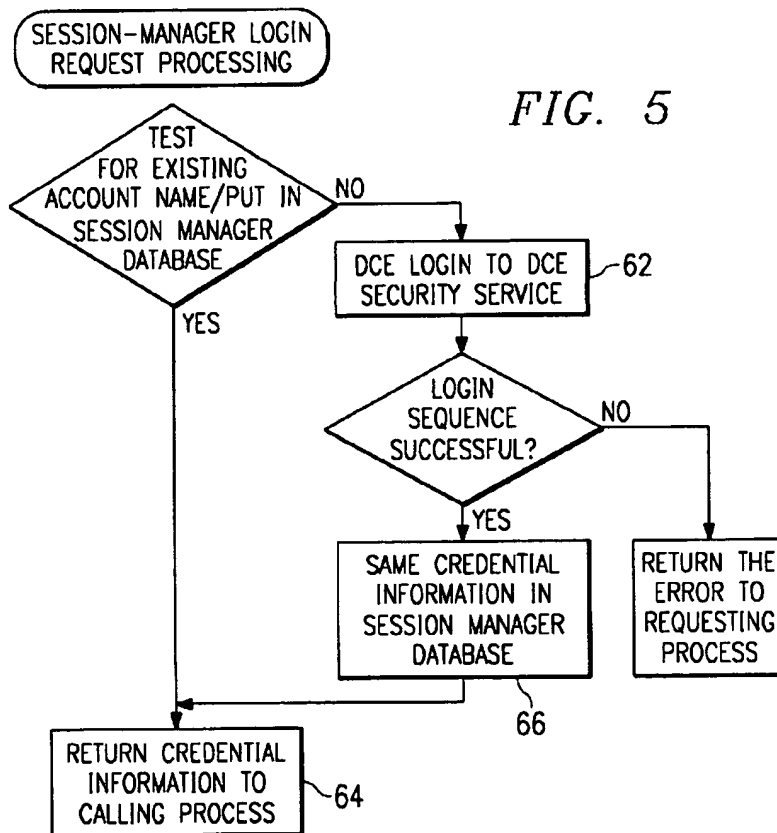 SESSION-MANAGER LOGIN
REQUEST PROCESSING
FIG. 5
TEST
FOR EXISTING
ACCOUNT NAME/PUT IN
SESSION MANAGER
DATABASE
NO
YES
DCE LOGIN TO DCE
SECURITY SERVICE
62
LOGIN
SEQUENCE
SUCCESSFUL?
NO
YES
SAME CREDENTIAL
INFORMATION IN
SESSION MANAGER
DATABASE
66
RETURN THE
ERROR TO
REQUESTING
PROCESS
RETURN CREDENTIAL
INFORMATION TO
CALLING PROCESS
64